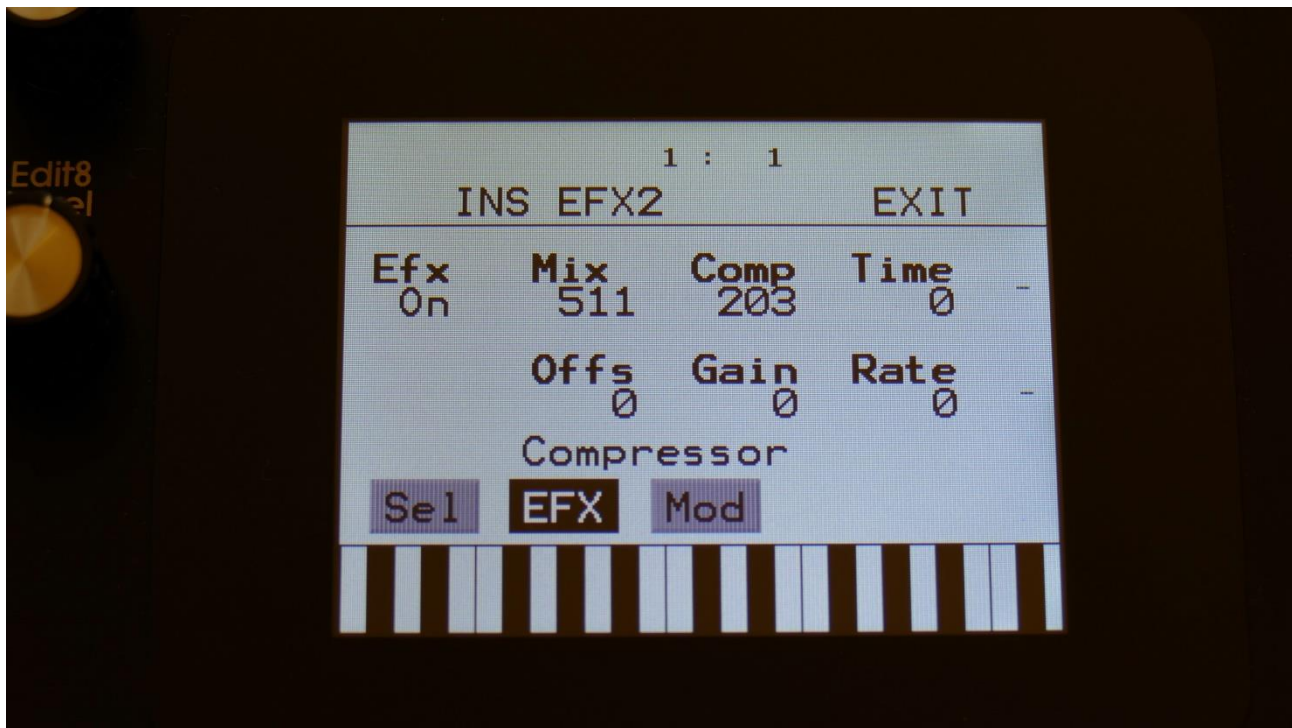 Edit8
1 : 1
INS EFX2 EXIT
Efx Mix Comp Time
On 511 203 0 -
Offs Gain Rate
0 0 0 -
Compressor
Sel EFX Mod